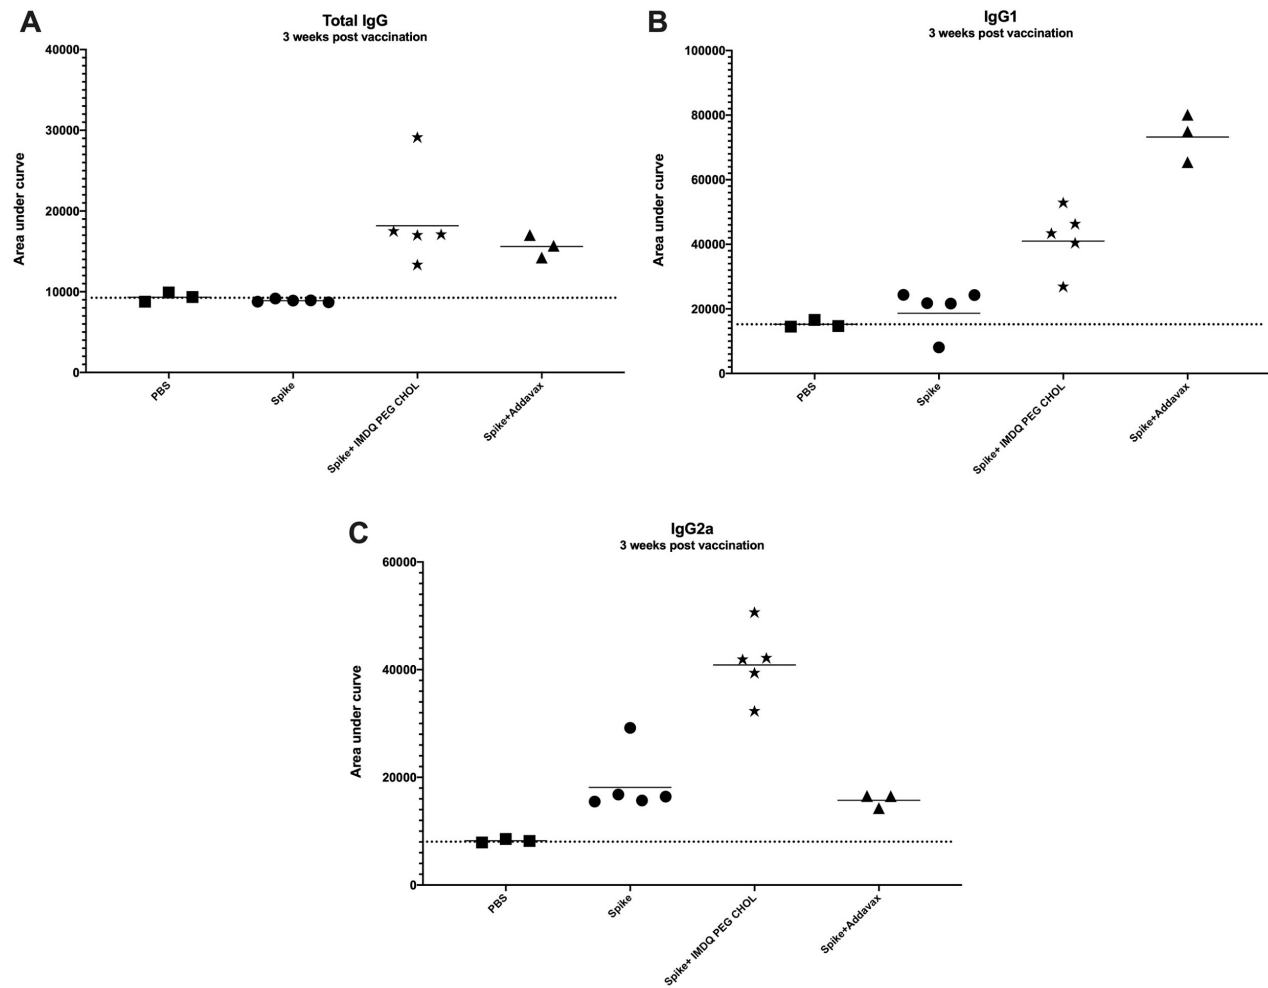 A
Total IgG
3 weeks post vaccination
Area under curve
40000
30000
20000
10000
0
PBS
Spike
Spike+ IMDQ PEG CHOL
Spike+Addavax
B
IgG1
3 weeks post vaccination
Area under curve
100000
80000
60000
40000
20000
0
PBS
Spike
Spike+ IMDQ PEG CHOL
Spike+Addavax
C
IgG2a
3 weeks post vaccination
Area under curve
60000
40000
20000
0
PBS
Spike
Spike+ IMDQ PEG CHOL
Spike+Addavax